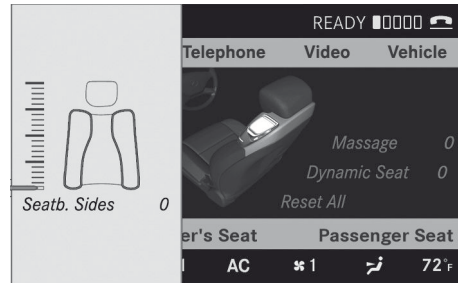 READY
Telephone Video Vehicle
Massage 0
Dynamic Seat 0
Seatb. Sides 0
Reset All
er's Seat Passenger Seat
AC 1 72°F